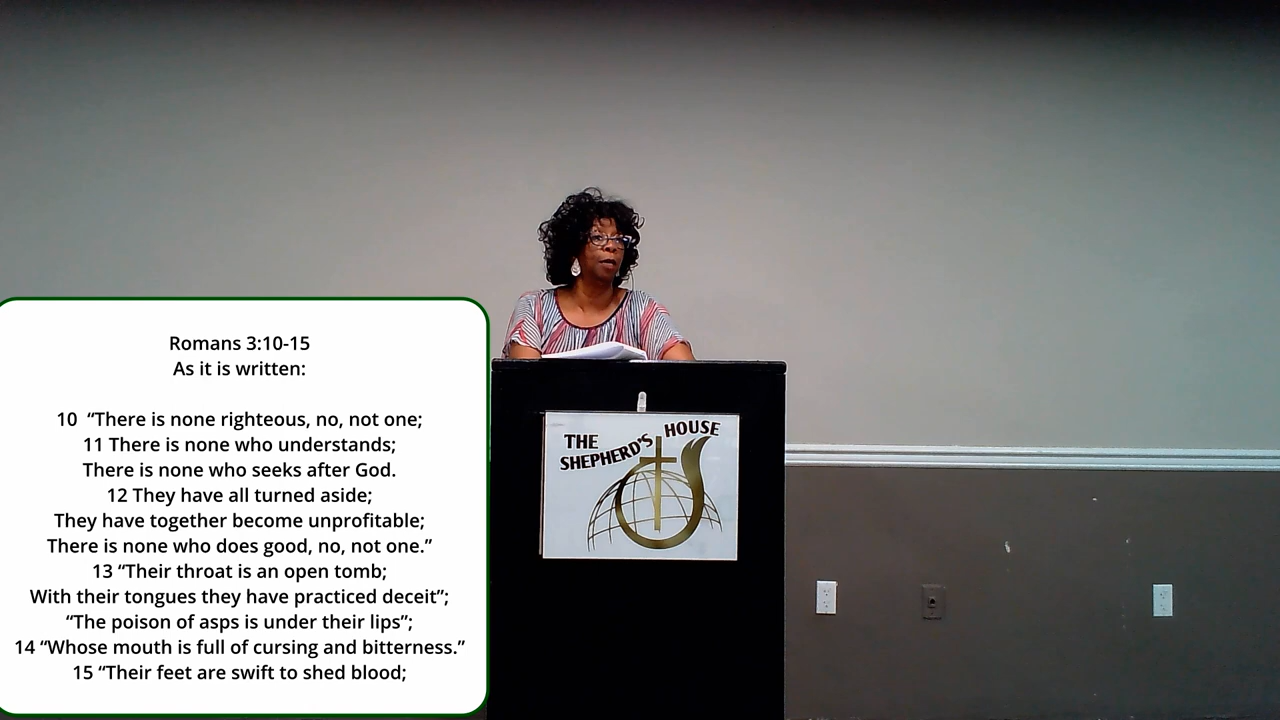 Romans 3:10-15
As it is written:
10  “There is none righteous, no, not one;
11 There is none who understands;
There is none who seeks after God.
12 They have all turned aside;
They have together become unprofitable;
There is none who does good, no, not one.”
13 “Their throat is an open tomb;
With their tongues they have practiced deceit”;
“The poison of asps is under their lips”;
14 “Whose mouth is full of cursing and bitterness.”
15 “Their feet are swift to shed blood;
THE
SHEPHERD'S HOUSE